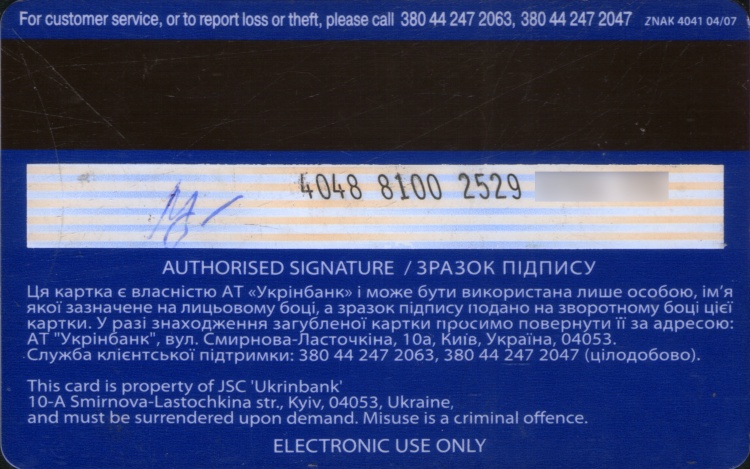 For customer service, or to report loss or theft, please call 380 44 247 2063, 380 44 247 2047 ZNAK 4041 04/07
4048 8100 2529
AUTHORISED SIGNATURE / ЗРАЗОК ПІДПИСУ
Ця картка є власністю АТ «Укрінбанк» і може бути використана лише особою, ім'я
якої зазначене на лицьовому боці, а зразок підпису подано на зворотному боці цієї
картки. У разі знаходження загубленої картки просимо повернути її за адресою:
АТ "Укрінбанк", вул. Смирнова-Ласточкіна, 10а, Київ, Україна, 04053.
Служба клієнтської підтримки: 380 44 247 2063, 380 44 247 2047 (цілодобово).
This card is property of JSC 'Ukrinbank'
10-A Smirnova-Lastochkina str., Kyiv, 04053, Ukraine,
and must be surrendered upon demand. Misuse is a criminal offence.
ELECTRONIC USE ONLY